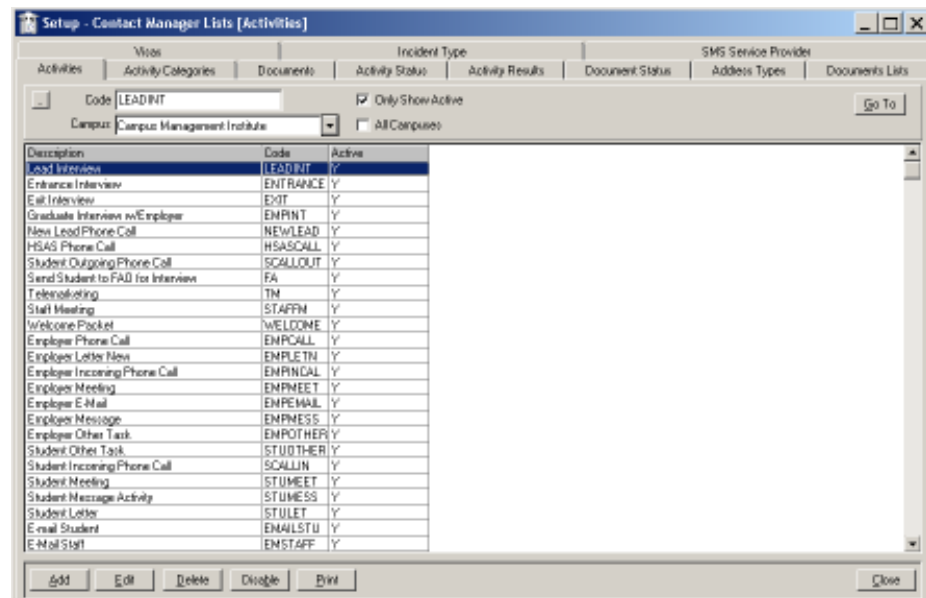 Setup - Contact Manager Lists [Activities]
Visas Incident Type SMS Service Provider
Activities Activity Categories Documents Activity Status Activity Results Document Status Address Types Documents Lists
.. Code LEADINT Only Show Active Go To
Campus Campus Management Institute All Campuses
Description Code Active
Lead Interview LEADINT Y
Entrance Interview ENTRANCE Y
Exit Interview EXIT Y
Graduate Interview w/Employer EMPINT Y
New Lead Phone Call NEWLEAD Y
HSAS Phone Call HSASCALL Y
Student Outgoing Phone Call SCALLOUT Y
Send Student to FAO for Interview FA Y
Telemarketing TM Y
Staff Meeting STAFFM Y
Welcome Packet WELCOME Y
Employer Phone Call EMPCALL Y
Employer Letter New EMPLETN Y
Employer Incoming Phone Call EMPINCAL Y
Employer Meeting EMPMEET Y
Employer E-Mail EMPEMAIL Y
Employer Message EMPMESS Y
Employer Other Task EMPOTHER Y
Student Other Task STUOTHER Y
Student Incoming Phone Call SCALLIN Y
Student Meeting STUMEET Y
Student Message Activity STUMESS Y
Student Letter STULET Y
E-mail Student EMAILSTU Y
E-Mail Staff EMSTAFF Y
Add Edit Delete Disable Print Close